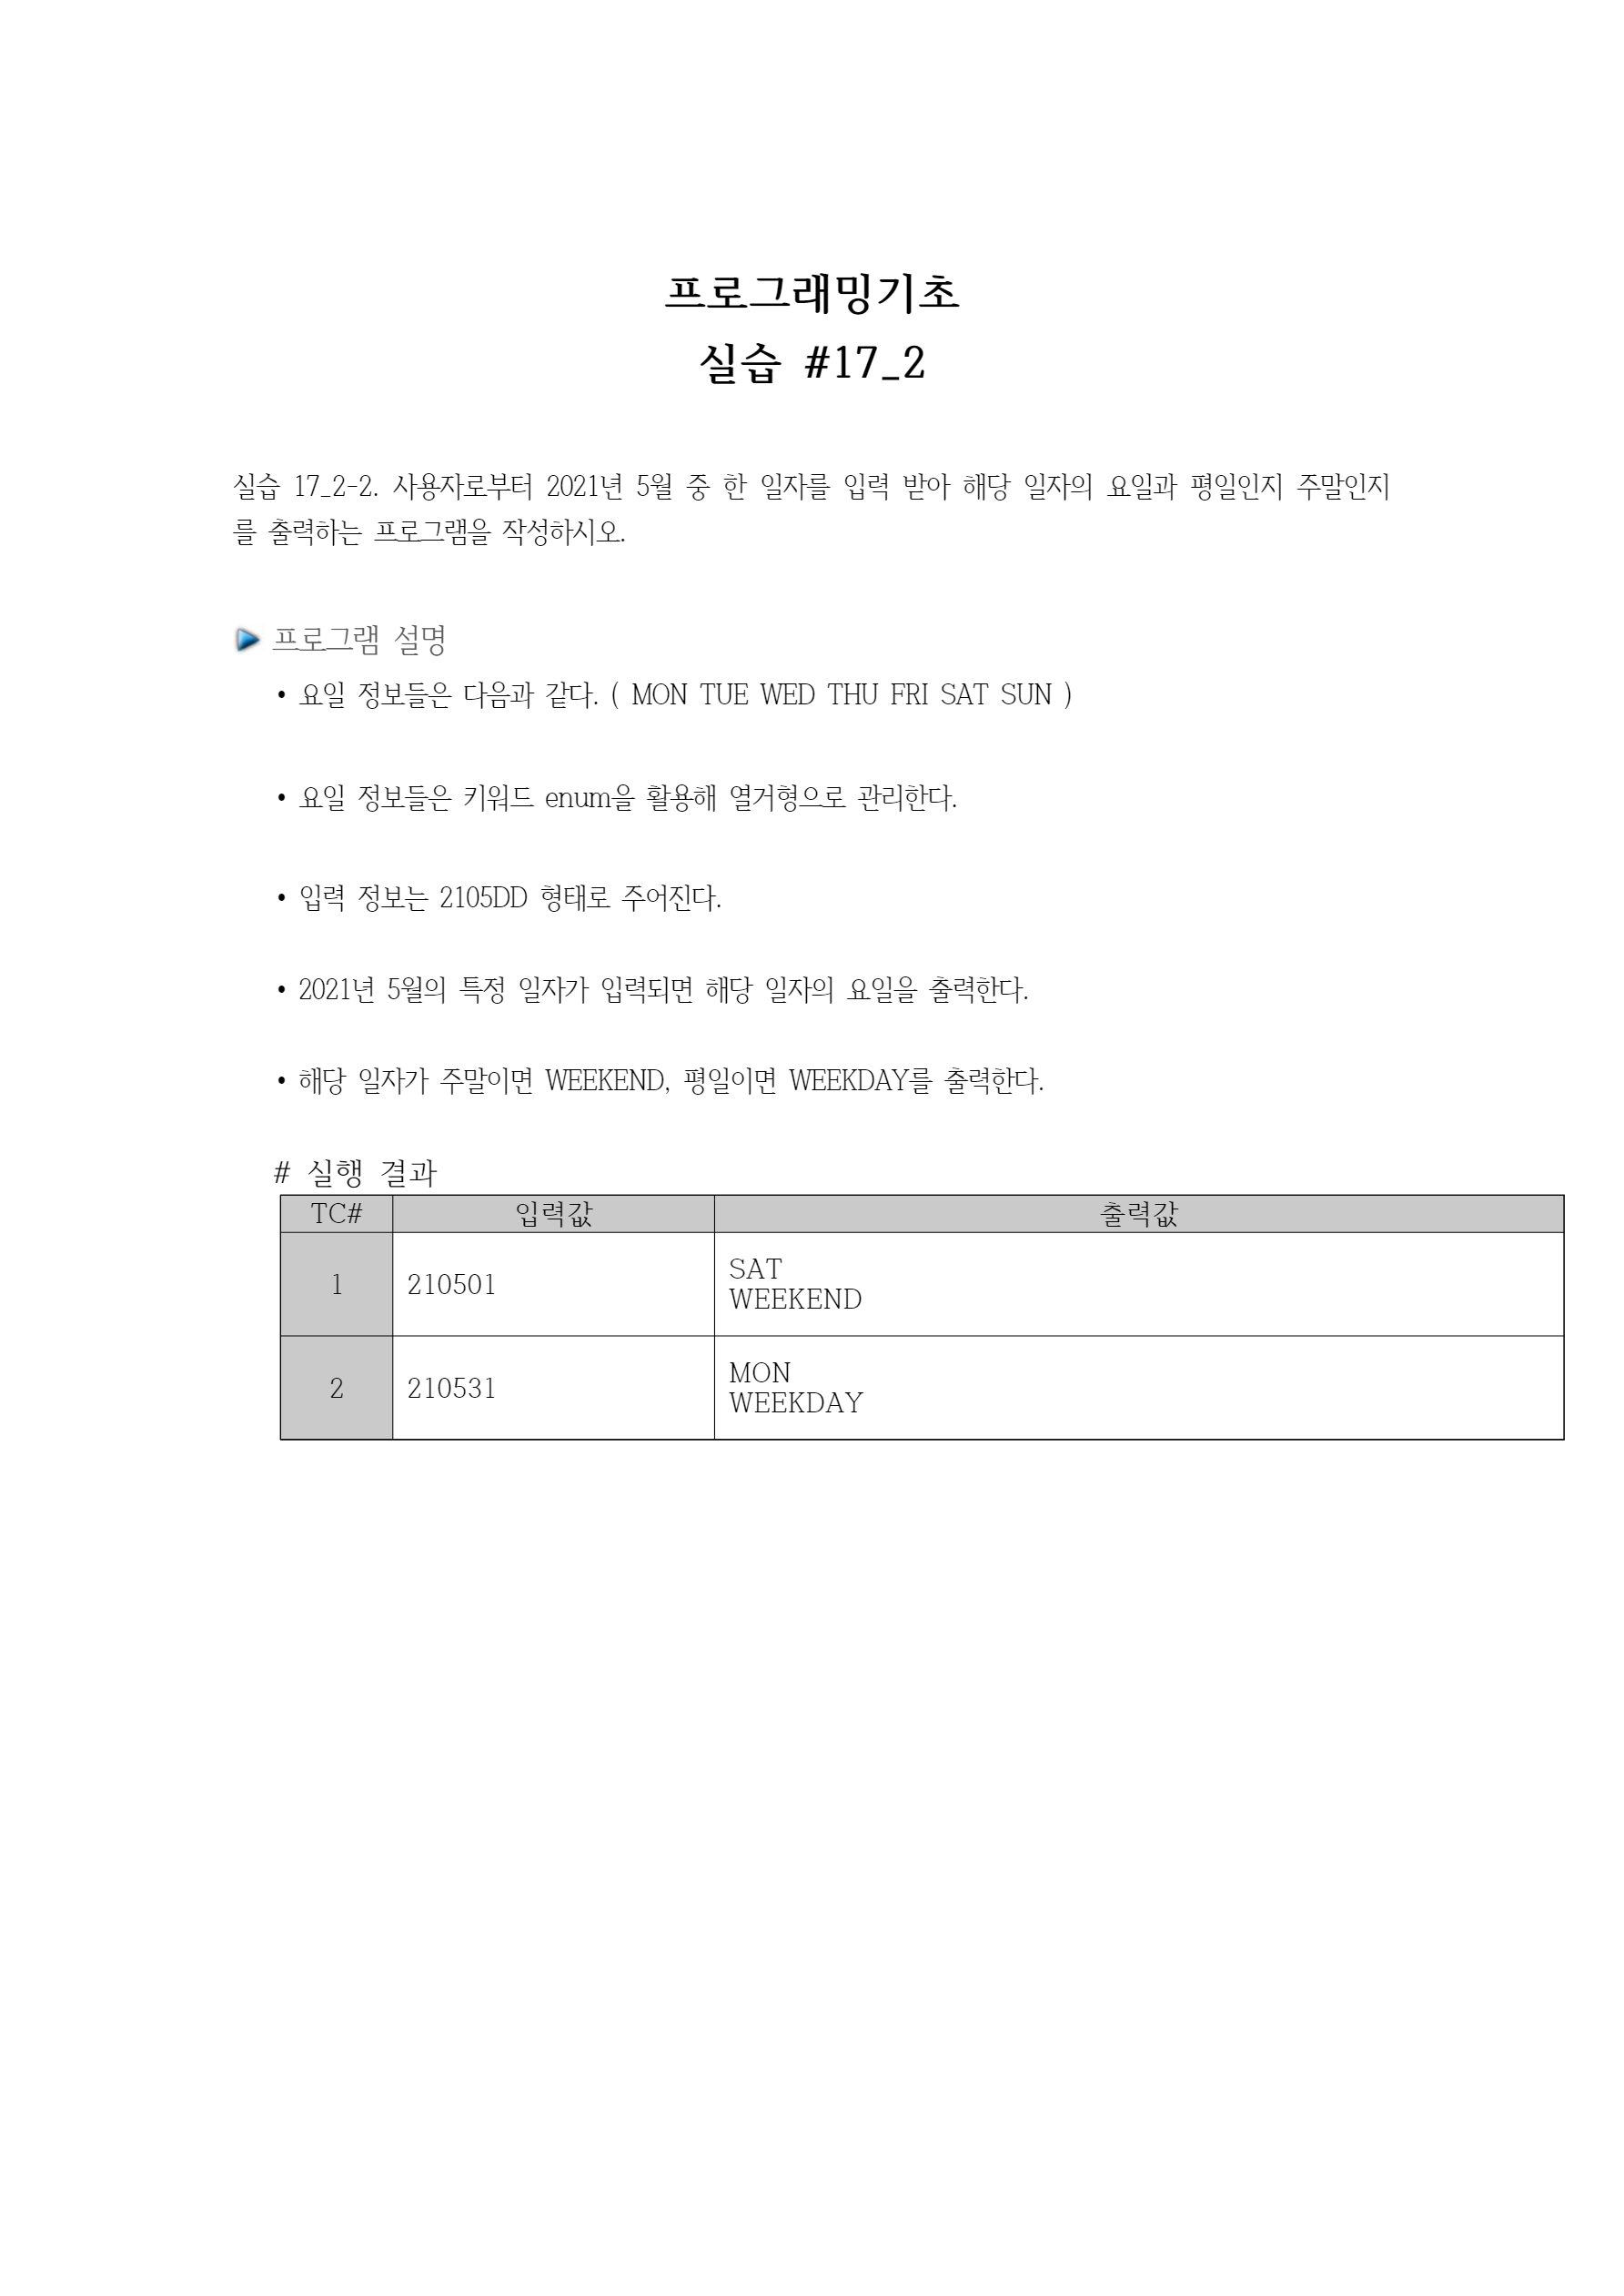 프로그래밍기초
실습 #17_2
실습 17_2-2. 사용자로부터 2021년 5월 중 한 일자를 입력 받아 해당 일자의 요일과 평일인지 주말인지
를 출력하는 프로그램을 작성하시오.
프로그램 설명
• 요일 정보들은 다음과 같다. ( MON TUE WED THU FRI SAT SUN )
• 요일 정보들은 키워드 enum을 활용해 열거형으로 관리한다.
• 입력 정보는 2105DD 형태로 주어진다.
• 2021년 5월의 특정 일자가 입력되면 해당 일자의 요일을 출력한다.
• 해당 일자가 주말이면 WEEKEND, 평일이면 WEEKDAY를 출력한다.
# 실행 결과
TC# 입력값 출력값
1 210501 SAT
WEEKEND
2 210531 MON
WEEKDAY